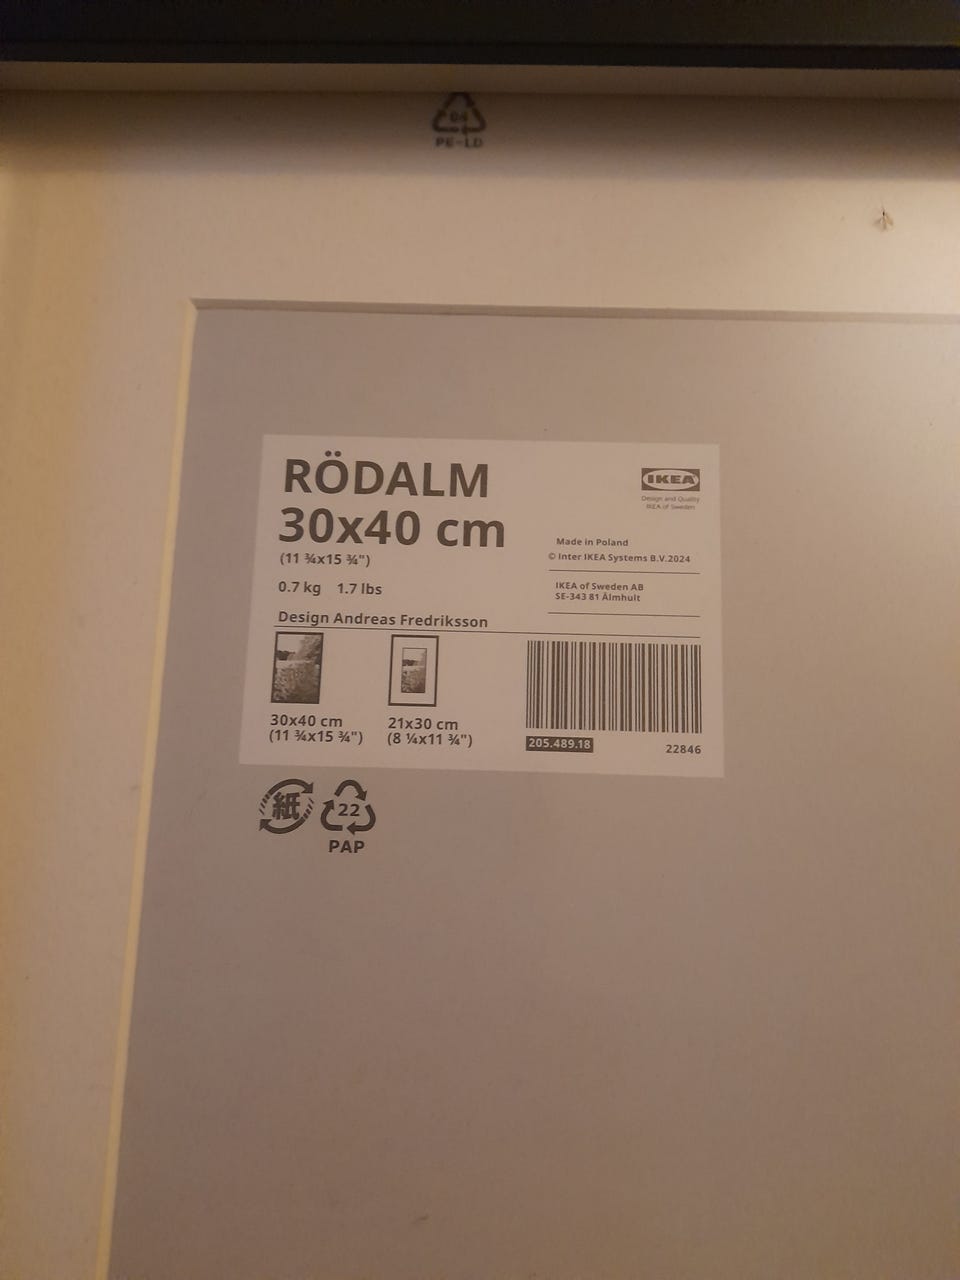 04
PE-LD
RÖDALM
30x40 cm
(11 ¾x15 ¾")
0.7 kg 1.7 lbs
Design Andreas Fredriksson
IKEA
Design and Quality
IKEA of Sweden
Made in Poland
© Inter IKEA Systems B.V.2024
IKEA of Sweden AB
SE-343 81 Älmhult
30x40 cm
(11 ¾x15 ¾")
21x30 cm
(8 ¼x11 ¾")
205.489.18
22846
紙
22
PAP